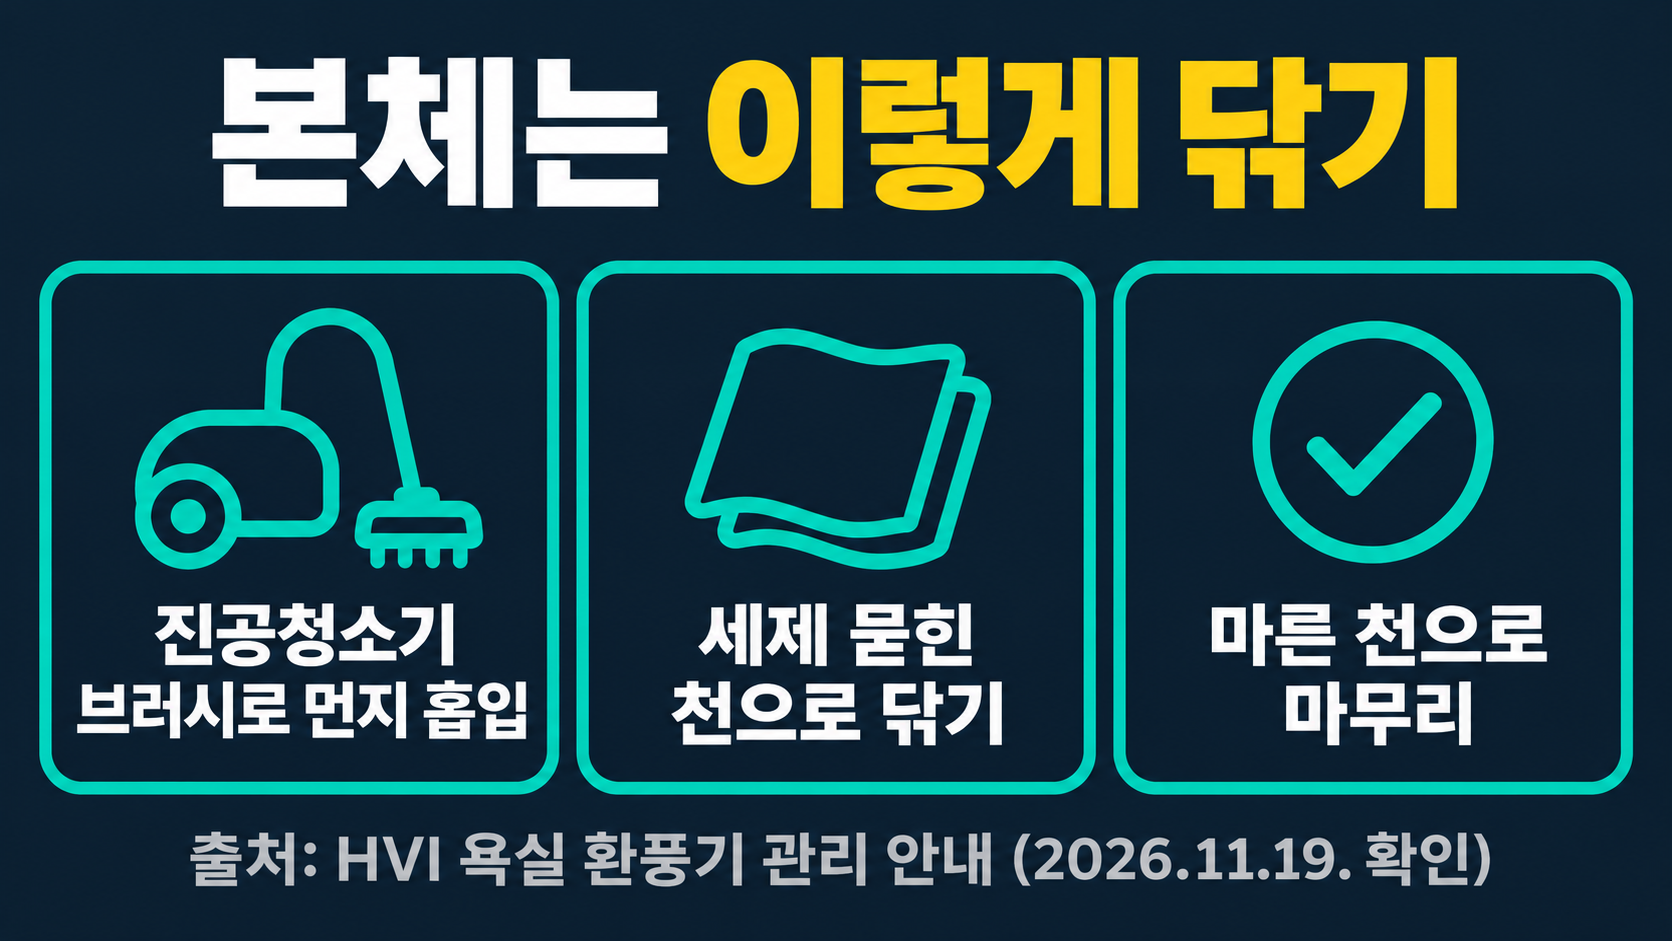 본체는 이렇게 닦기
진공청소기
브러시로 먼지 흡입
세제 묻힌
천으로 닦기
마른 천으로
마무리
출처: HVI 욕실 환풍기 관리 안내 (2026.11.19. 확인)